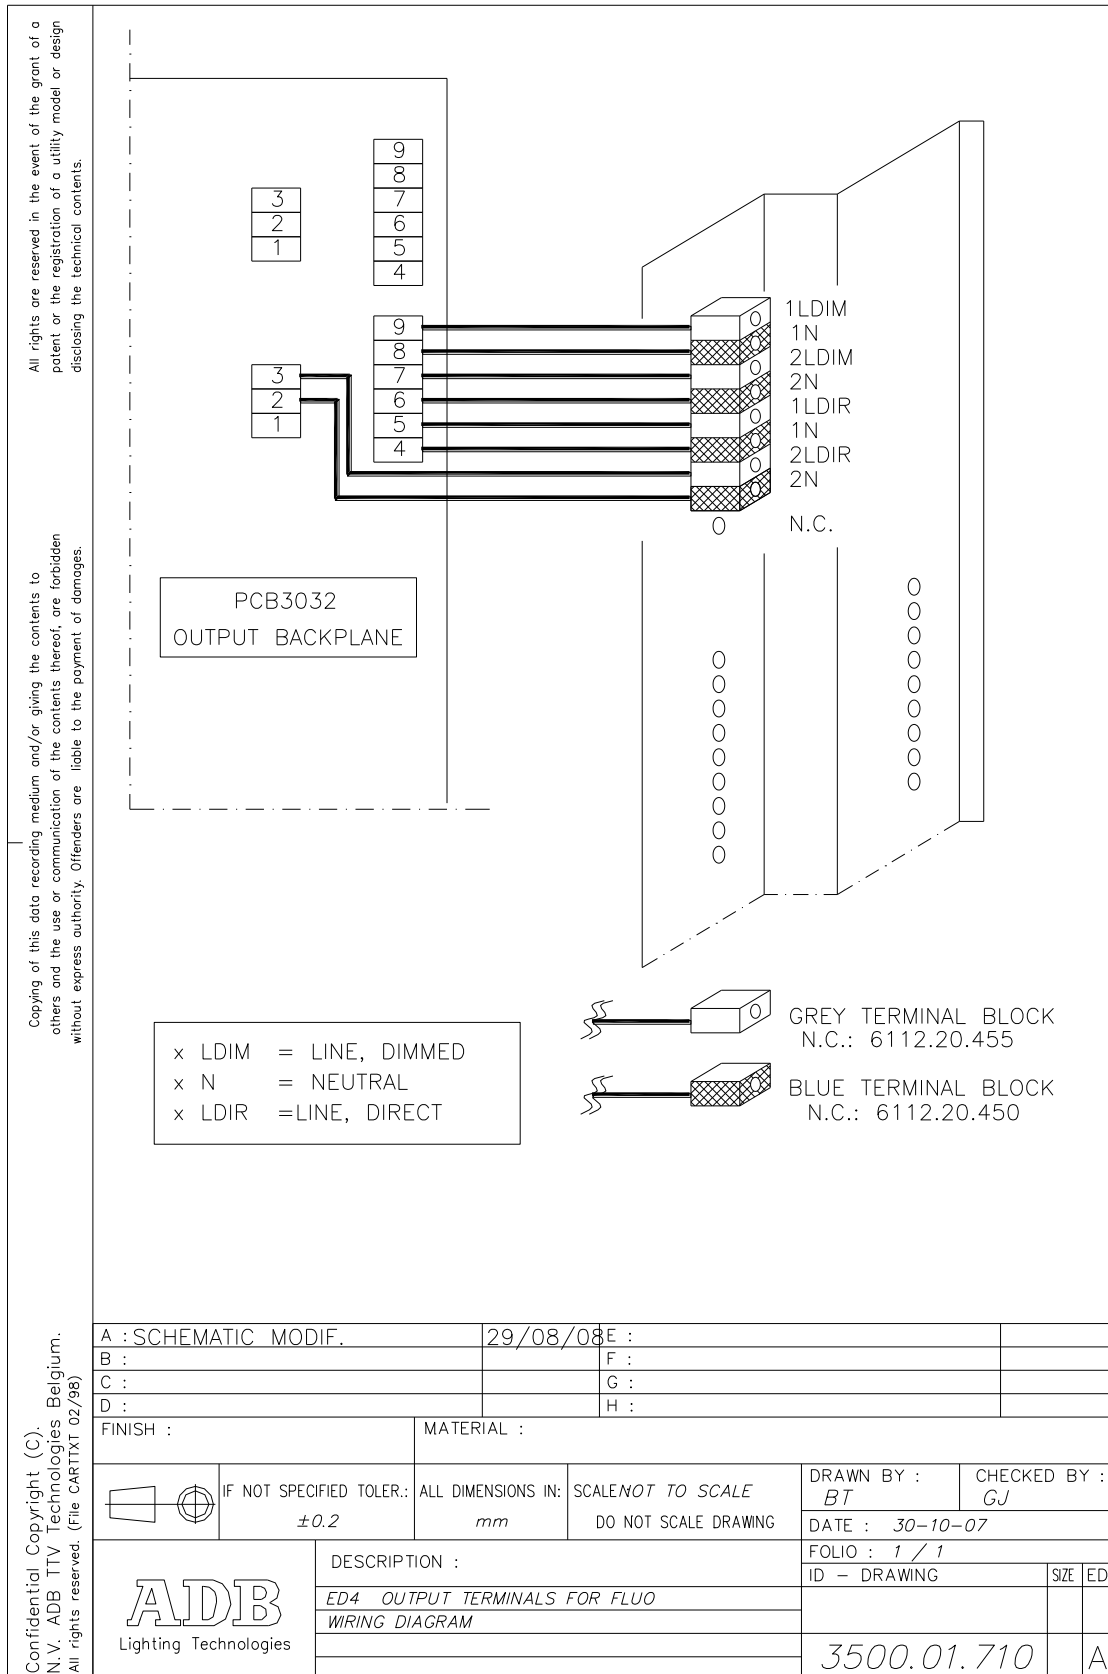 All rights are reserved in the event of the grant of a
patent or the registration of a utility model or design
disclosing the technical contents.
Copying of this data recording medium and/or giving the contents to
others and the use or communication of the contents thereof, are forbidden
without express authority. Offenders are liable to the payment of damages.
Confidential Copyright (C).
N.V. ADB TTV Technologies Belgium.
All rights reserved. (File CARTTXT 02/98)
3
2
1
9
8
7
6
5
4
3
2
1
9
8
7
6
5
4
1LDIM
1N
2LDIM
2N
1LDIR
1N
2LDIR
2N
N.C.
PCB3032
OUTPUT BACKPLANE
x LDIM = LINE, DIMMED
x N = NEUTRAL
x LDIR =LINE, DIRECT
GREY TERMINAL BLOCK
N.C.: 6112.20.455
BLUE TERMINAL BLOCK
N.C.: 6112.20.450
A : SCHEMATIC MODIF. 29/08/08 E :
B : F :
C : G :
D : H :
FINISH : MATERIAL :
IF NOT SPECIFIED TOLER.:
±0.2
ALL DIMENSIONS IN:
mm
SCALE NOT TO SCALE
DO NOT SCALE DRAWING
DRAWN BY :
BT
CHECKED BY :
GJ
DATE : 30-10-07
FOLIO : 1 / 1
ID - DRAWING SIZE ED
3500.01.710 A
ADB
Lighting Technologies
DESCRIPTION :
ED4 OUTPUT TERMINALS FOR FLUO
WIRING DIAGRAM